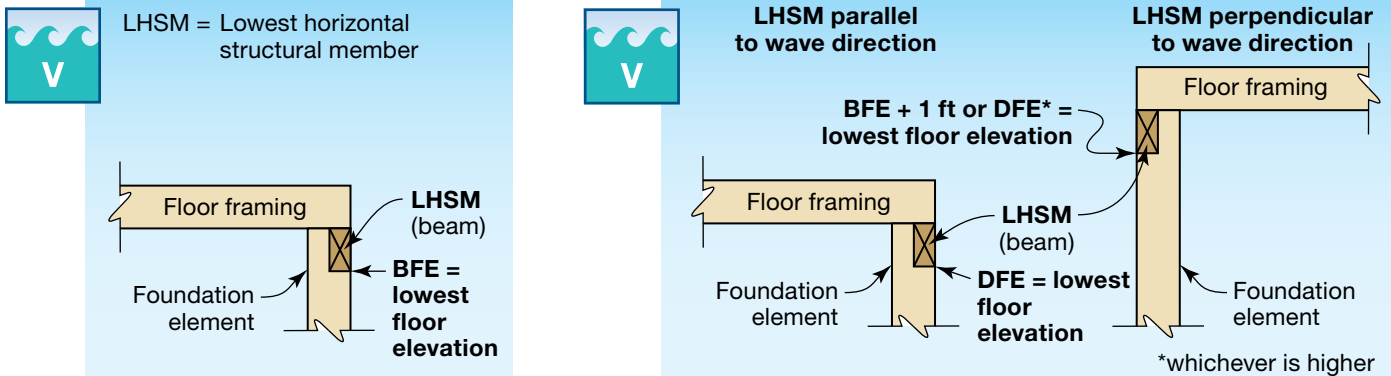 V
LHSM = Lowest horizontal
structural member
Floor framing
LHSM
(beam)
BFE =
lowest
floor
elevation
Foundation
element
V
LHSM parallel
to wave direction
LHSM perpendicular
to wave direction
Floor framing
BFE + 1 ft or DFE* =
lowest floor elevation
Floor framing
LHSM
(beam)
DFE = lowest
floor
elevation
Foundation
element
Foundation
element
*whichever is higher